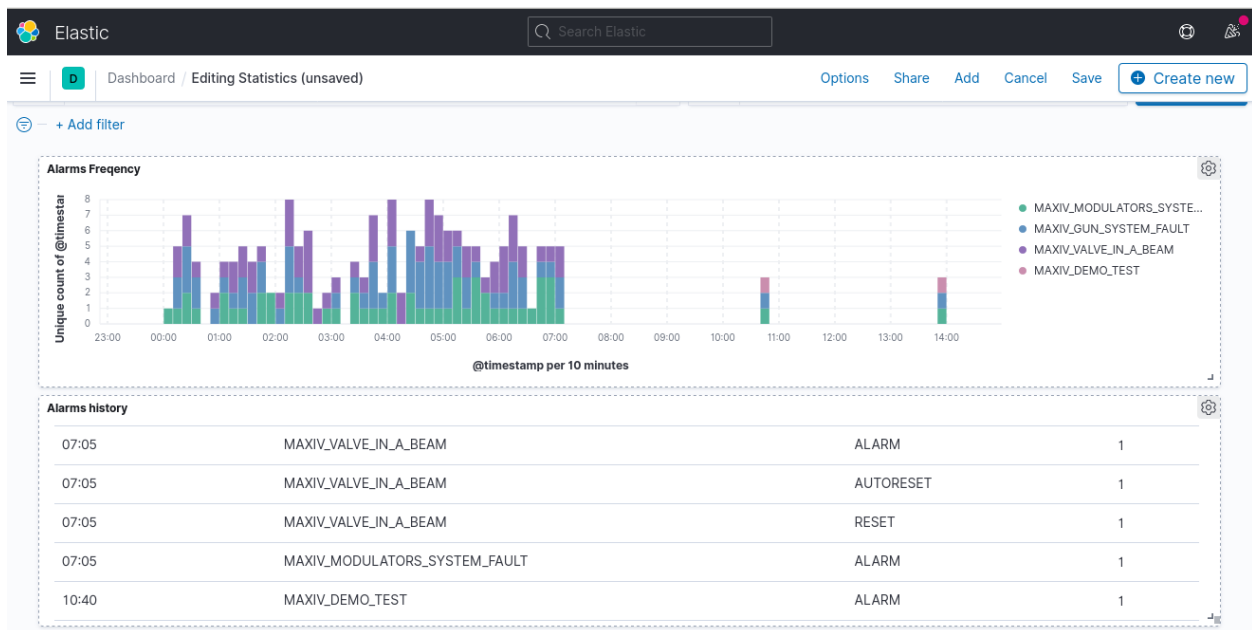 Elastic
Search Elastic
D
Dashboard / Editing Statistics (unsaved)
Options Share Add Cancel Save Create new
+ Add filter
Alarms Freqency
Unique count of @timestar
8
7
6
5
4
3
2
1
0
23:00 00:00 01:00 02:00 03:00 04:00 05:00 06:00 07:00 08:00 09:00 10:00 11:00 12:00 13:00 14:00
@timestamp per 10 minutes
MAXIV_MODULATORS_SYSTE...
MAXIV_GUN_SYSTEM_FAULT
MAXIV_VALVE_IN_A_BEAM
MAXIV_DEMO_TEST
Alarms history
07:05 MAXIV_VALVE_IN_A_BEAM ALARM 1
07:05 MAXIV_VALVE_IN_A_BEAM AUTORESET 1
07:05 MAXIV_VALVE_IN_A_BEAM RESET 1
07:05 MAXIV_MODULATORS_SYSTEM_FAULT ALARM 1
10:40 MAXIV_DEMO_TEST ALARM 1